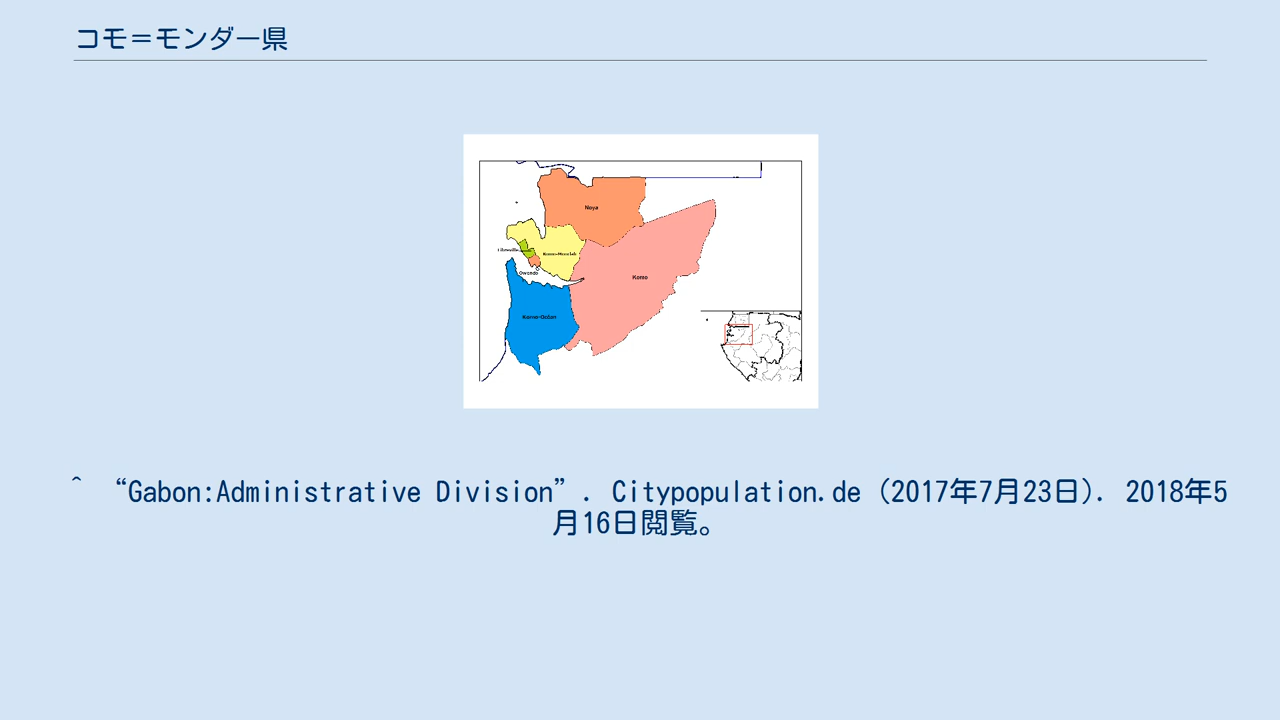 コモ＝モンダー県
Noya
Libreville
Komo-Mondah
Owendo
Komo
Komo-Océan
^ “Gabon:Administrative Division”. Citypopulation.de (2017年7月23日). 2018年5
月16日閲覧。